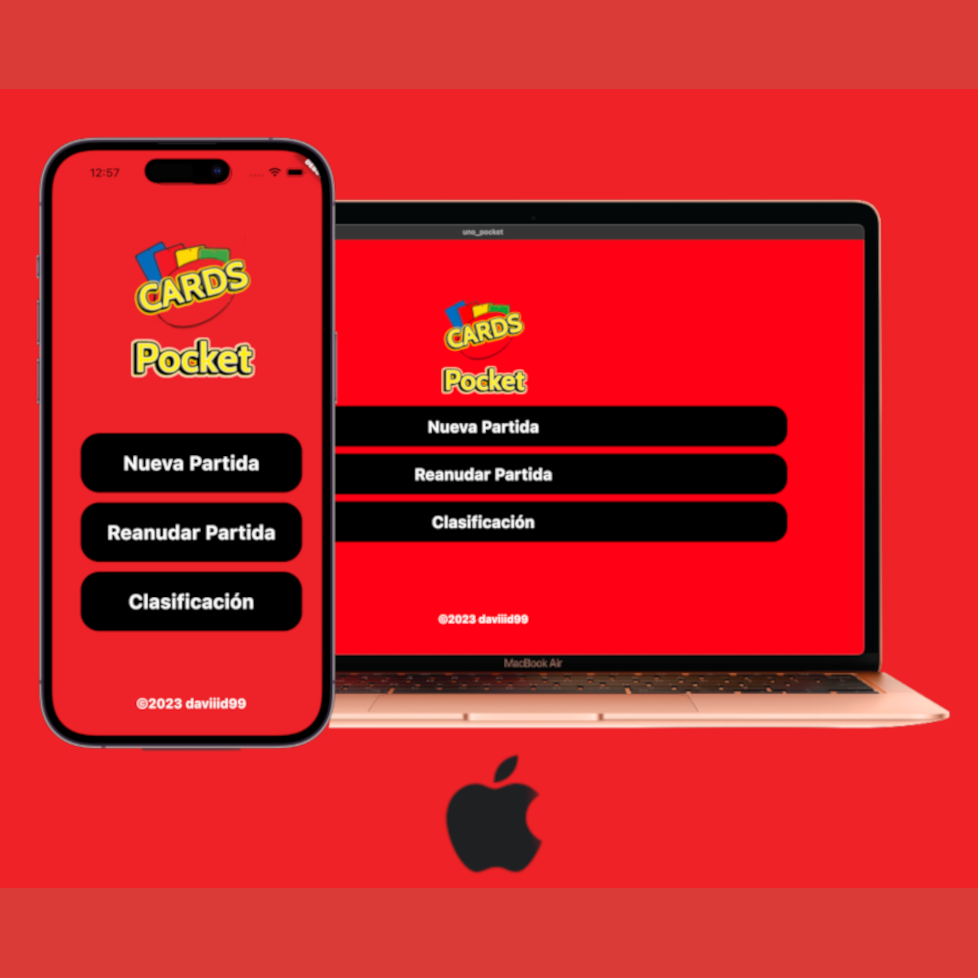 12:57
CARDS
Pocket
Nueva Partida
Reanudar Partida
Clasificación
©2023 daviiid99
uno_pocket
CARDS
Pocket
Nueva Partida
Reanudar Partida
Clasificación
©2023 daviiid99
MacBook Air